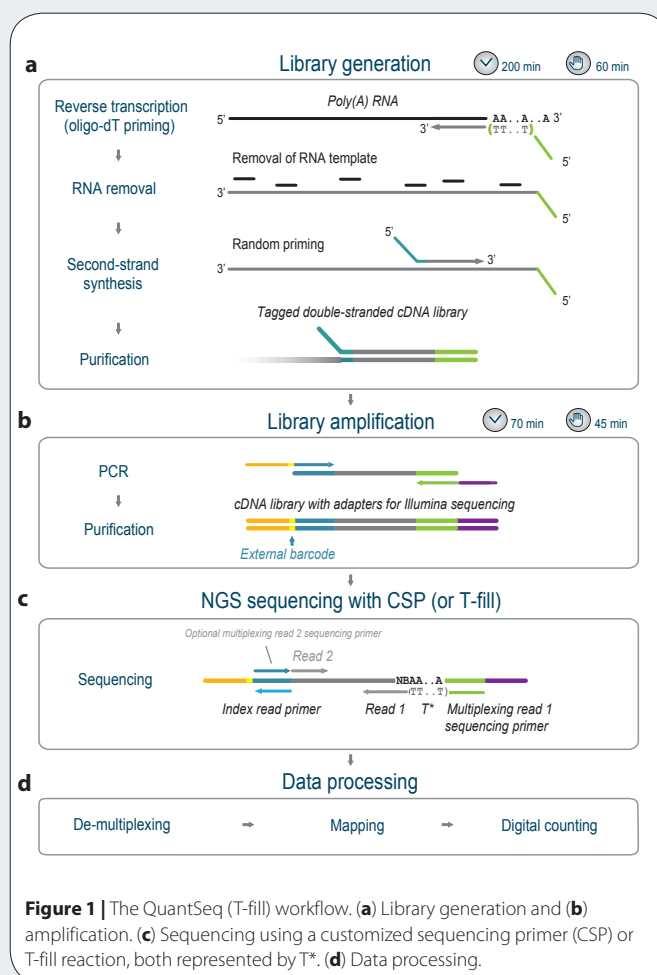 a
Library generation
200 min
60 min
Reverse transcription
(oligo-dT priming)
Poly(A) RNA
5'
AA..A..A 3'
3'
(TT..T)
5'
Removal of RNA template
RNA removal
3'
5'
Random priming
5'
3'
3'
Second-strand
synthesis
5'
Tagged double-stranded cDNA library
Purification
b
Library amplification
70 min
45 min
PCR
cDNA library with adapters for Illumina sequencing
Purification
External barcode
c
NGS sequencing with CSP (or T-fill)
Optional multiplexing read 2 sequencing primer
Read 2
Sequencing
NBAA..A
(TT..T)
Index read primer
Read 1
T*
Multiplexing read 1
sequencing primer
d
Data processing
De-multiplexing
Mapping
Digital counting
Figure 1 | The QuantSeq (T-fill) workflow. (a) Library generation and (b)
amplification. (c) Sequencing using a customized sequencing primer (CSP) or
T-fill reaction, both represented by T*. (d) Data processing.